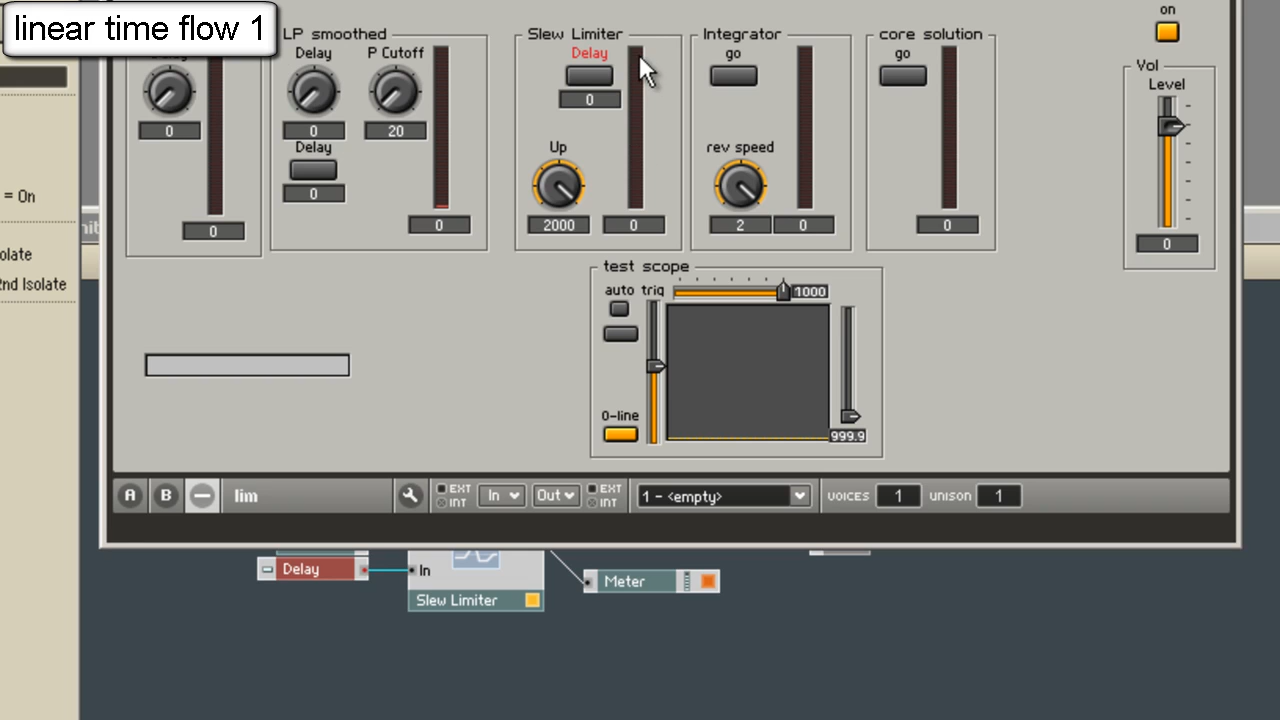 linear time flow 1
on
LP smoothed
Slew Limiter
Integrator
core solution
Delay
P Cutoff
Delay
go
go
Vol
Level
0
0
0
20
Delay
0
Up
rev speed
= On
0
0
2000
0
2
0
0
0
olate
2nd Isolate
test scope
auto
trig
1000
0-line
999.9
A
B
lim
EXT
INT
In
Out
EXT
INT
1 - <empty>
VOICES
1
UNISON
1
Delay
In
Slew Limiter
Meter